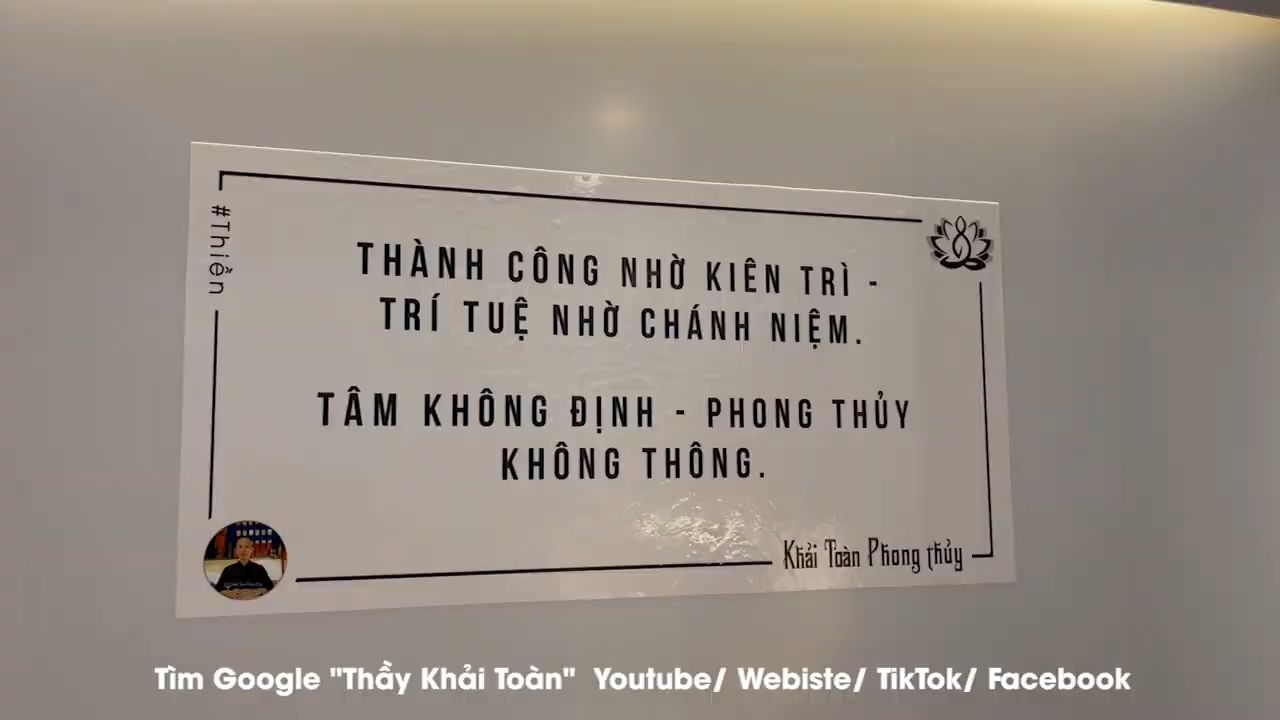 #Thiền
THÀNH CÔNG NHỜ KIÊN TRÌ -
TRÍ TUỆ NHỜ CHÁNH NIỆM.
TÂM KHÔNG ĐỊNH - PHONG THỦY
KHÔNG THÔNG.
Khải Toàn Phong thủy
Tìm Google "Thầy Khải Toàn" Youtube/ Webiste/ TikTok/ Facebook